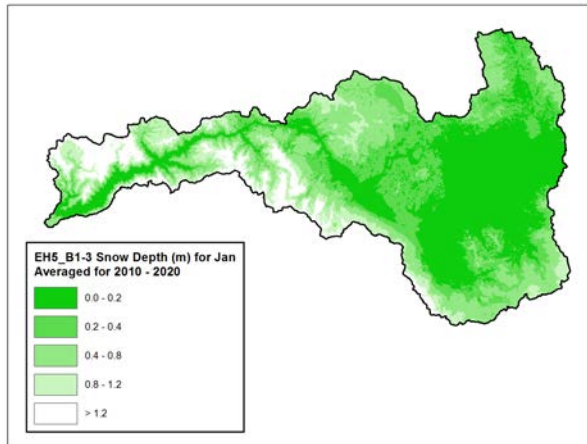 EH5_B1-3 Snow Depth (m) for Jan
Averaged for 2010 - 2020
0.0 - 0.2
0.2 - 0.4
0.4 - 0.8
0.8 - 1.2
> 1.2